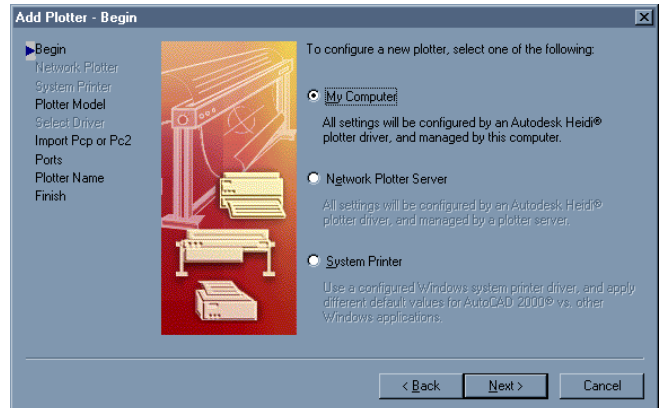 Add Plotter - Begin
Begin
Network Plotter
System Printer
Plotter Model
Select Driver
Import Pcp or Pc2
Ports
Plotter Name
Finish
To configure a new plotter, select one of the following:
My Computer
All settings will be configured by an Autodesk Heidi®
plotter driver, and managed by this computer.
Network Plotter Server
All settings will be configured by an Autodesk Heidi®
plotter driver, and managed by a plotter server.
System Printer
Use a configured Windows system printer driver, and apply
different default values for AutoCAD 2000® vs. other
Windows applications.
< Back
Next >
Cancel